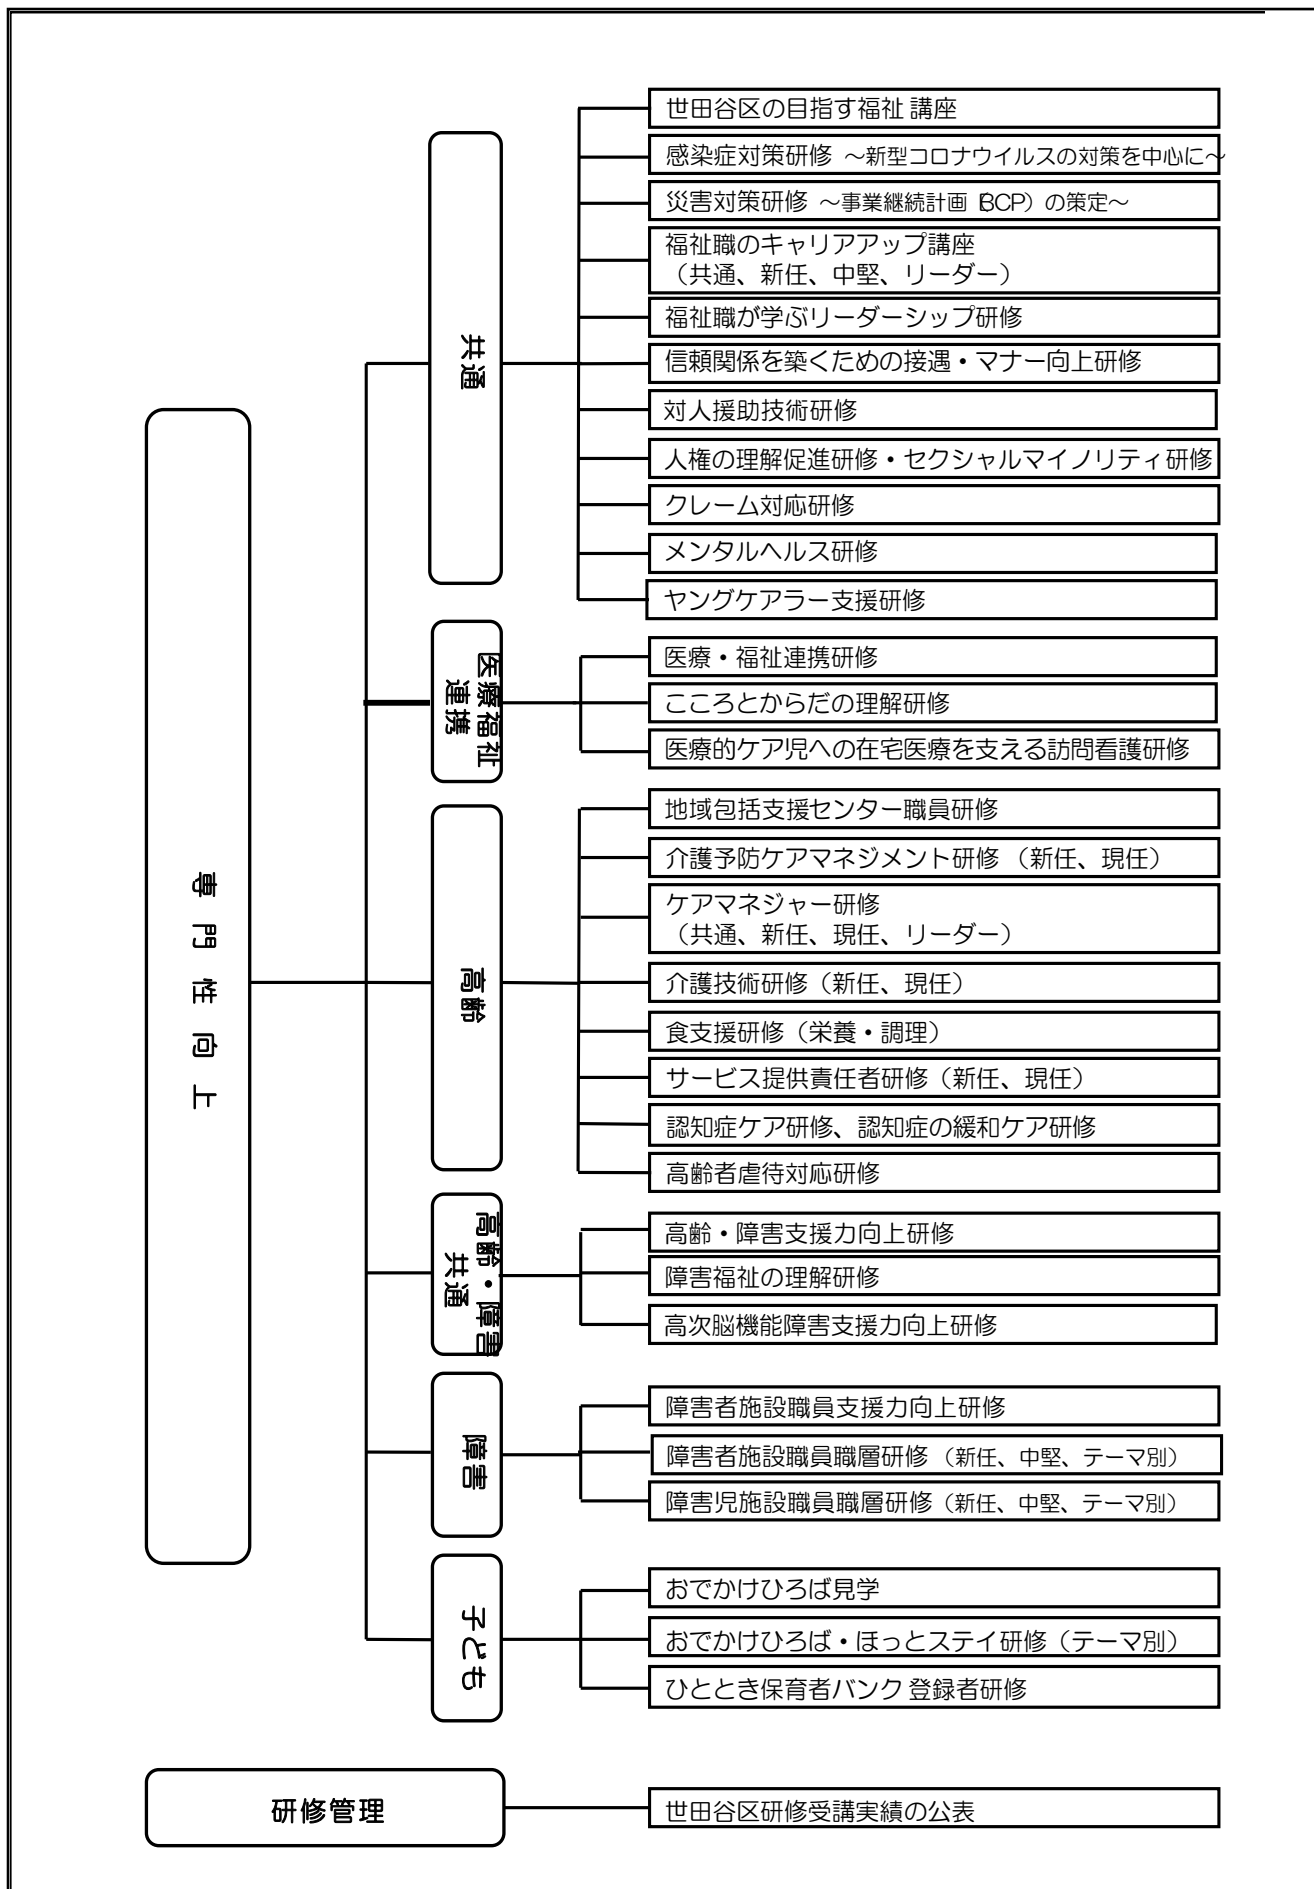 専門性向上
共通
世田谷区の目指す福祉 講座
感染症対策研修 ～新型コロナウイルスの対策を中心に～
災害対策研修 ～事業継続計画（BCP）の策定～
福祉職のキャリアアップ講座
（共通、新任、中堅、リーダー）
福祉職が学ぶリーダーシップ研修
信頼関係を築くための接遇・マナー向上研修
対人援助技術研修
人権の理解促進研修・セクシャルマイノリティ研修
クレーム対応研修
メンタルヘルス研修
ヤングケアラー支援研修
医療福祉
連携
医療・福祉連携研修
こころとからだの理解研修
医療的ケア児への在宅医療を支える訪問看護研修
高齢
地域包括支援センター職員研修
介護予防ケアマネジメント研修 （新任、現任）
ケアマネジャー研修
（共通、新任、現任、リーダー）
介護技術研修（新任、現任）
食支援研修（栄養・調理）
サービス提供責任者研修（新任、現任）
認知症ケア研修、認知症の緩和ケア研修
高齢者虐待対応研修
高齢・障害
共通
高齢・障害支援力向上研修
障害福祉の理解研修
高次脳機能障害支援力向上研修
障害
障害者施設職員支援力向上研修
障害者施設職員職層研修 （新任、中堅、テーマ別）
障害児施設職員職層研修（新任、中堅、テーマ別）
子ども
おでかけひろば見学
おでかけひろば・ほっとステイ研修（テーマ別）
ひととき保育者バンク 登録者研修
研修管理
世田谷区研修受講実績の公表